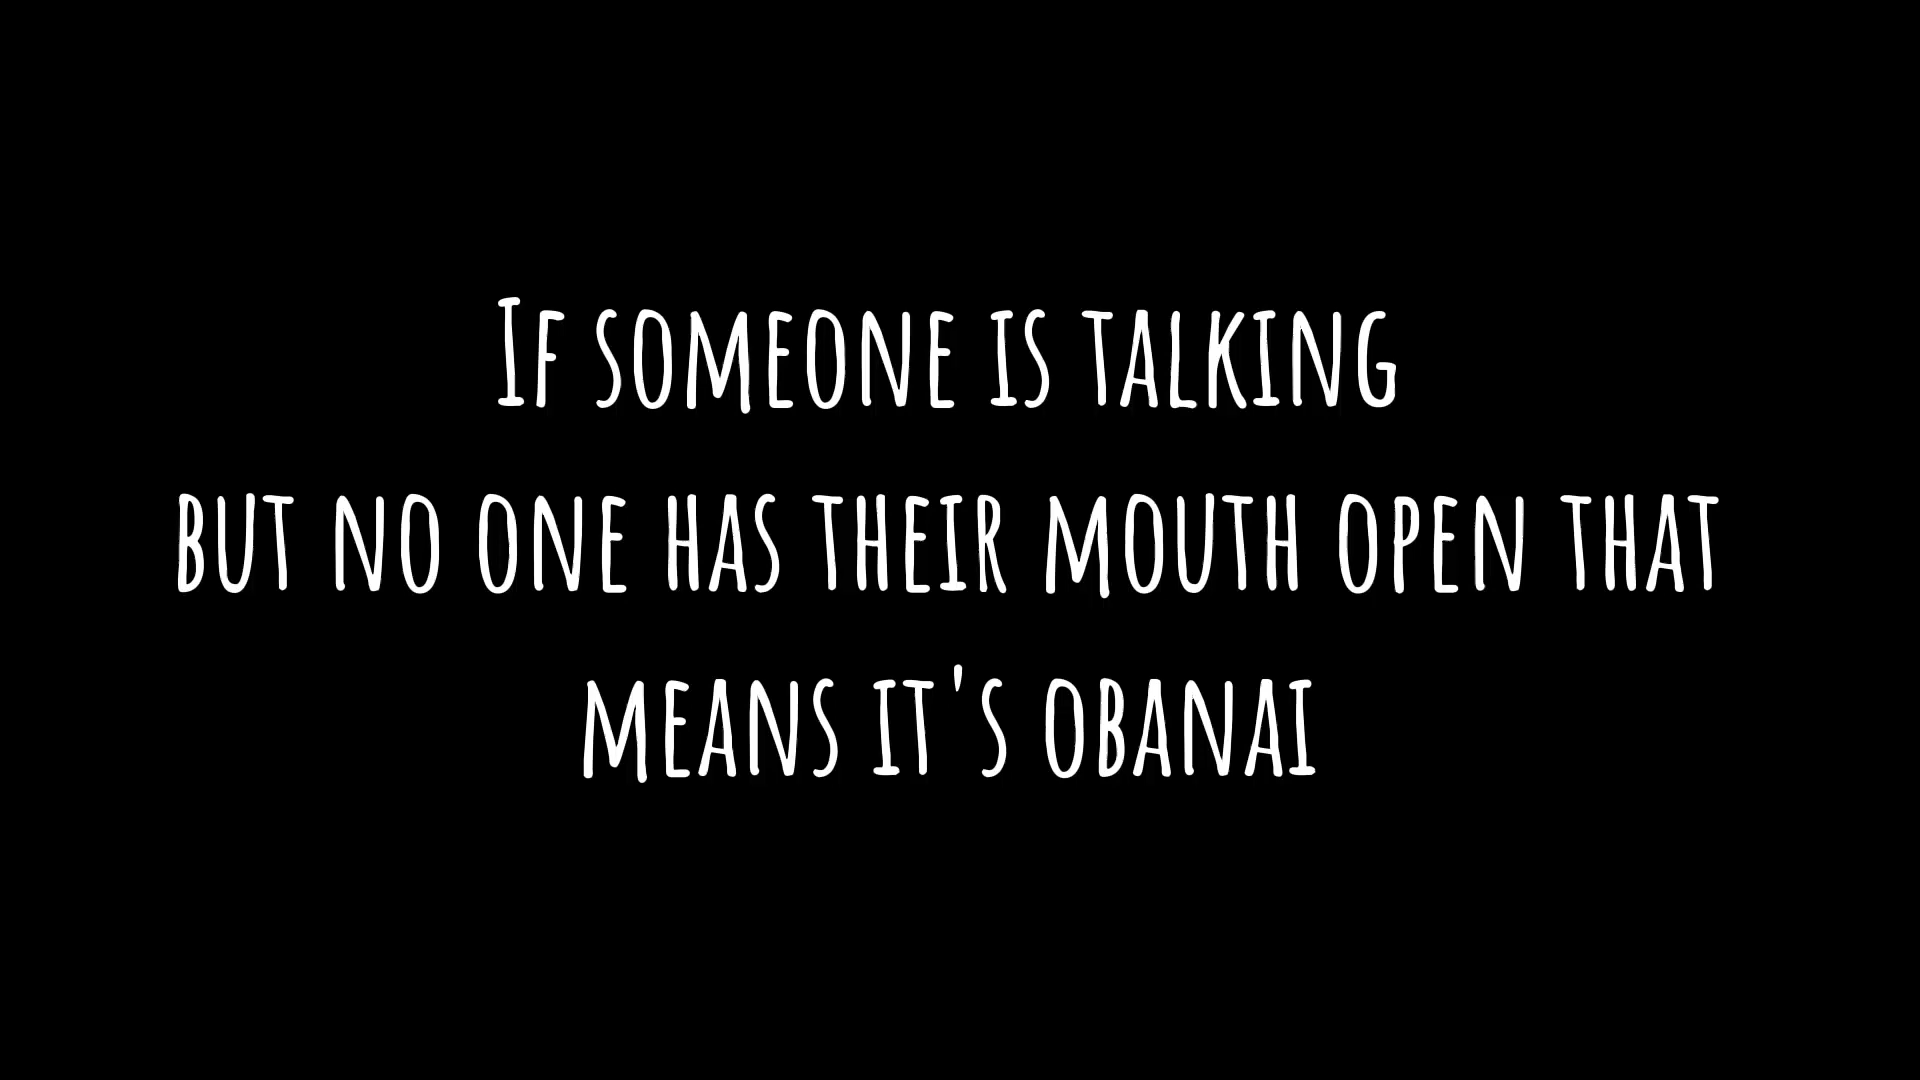 If someone is talking
but no one has their mouth open that
means it's obanai